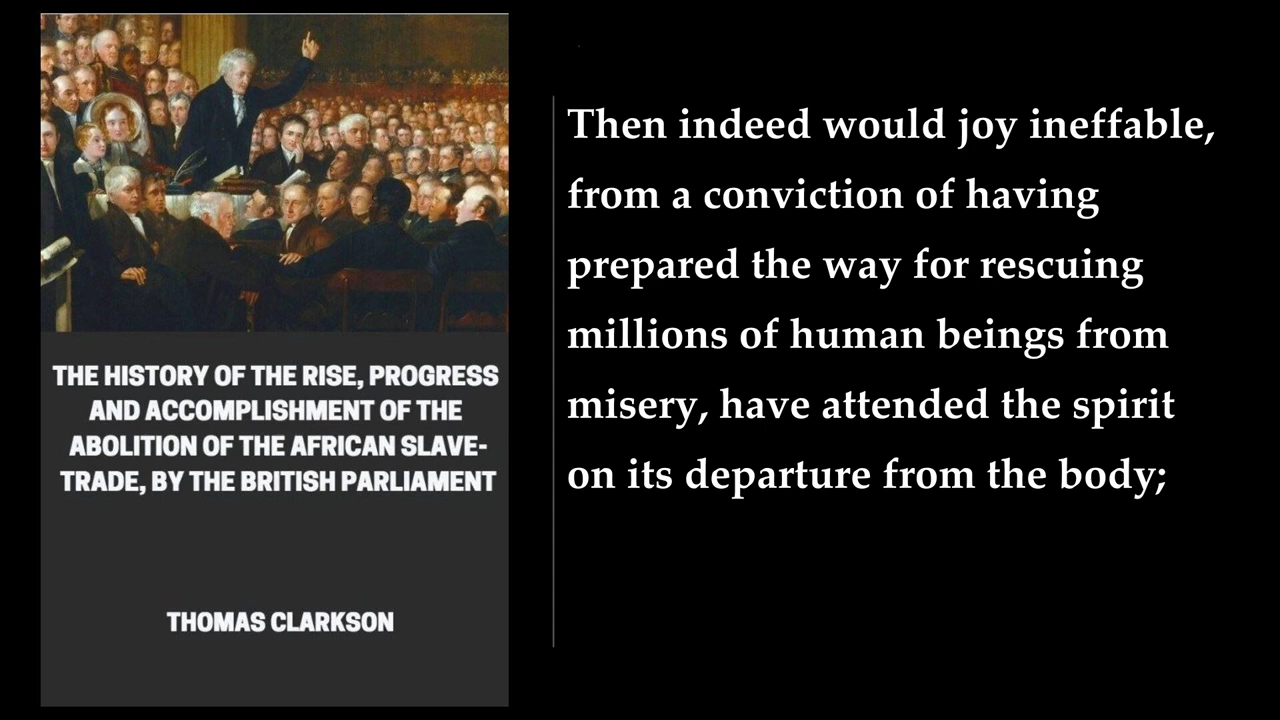 THE HISTORY OF THE RISE, PROGRESS
AND ACCOMPLISHMENT OF THE
ABOLITION OF THE AFRICAN SLAVE-
TRADE, BY THE BRITISH PARLIAMENT
THOMAS CLARKSON
Then indeed would joy ineffable,
from a conviction of having
prepared the way for rescuing
millions of human beings from
misery, have attended the spirit
on its departure from the body;